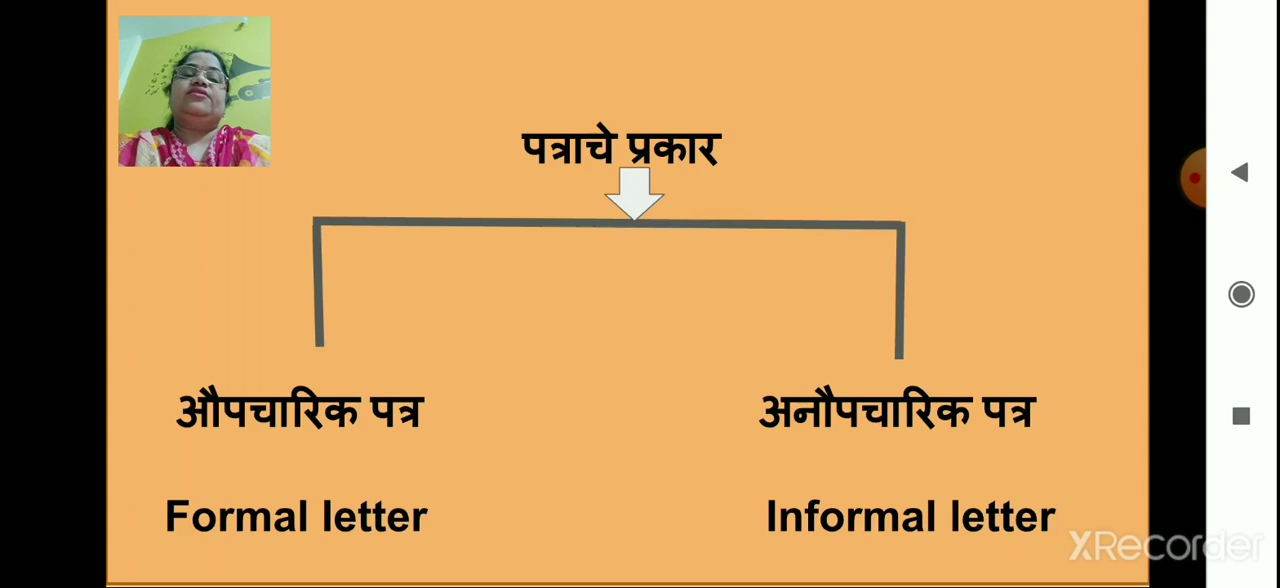 पत्राचे प्रकार
औपचारिक पत्र
अनौपचारिक पत्र
Formal letter
Informal letter
XRecorder